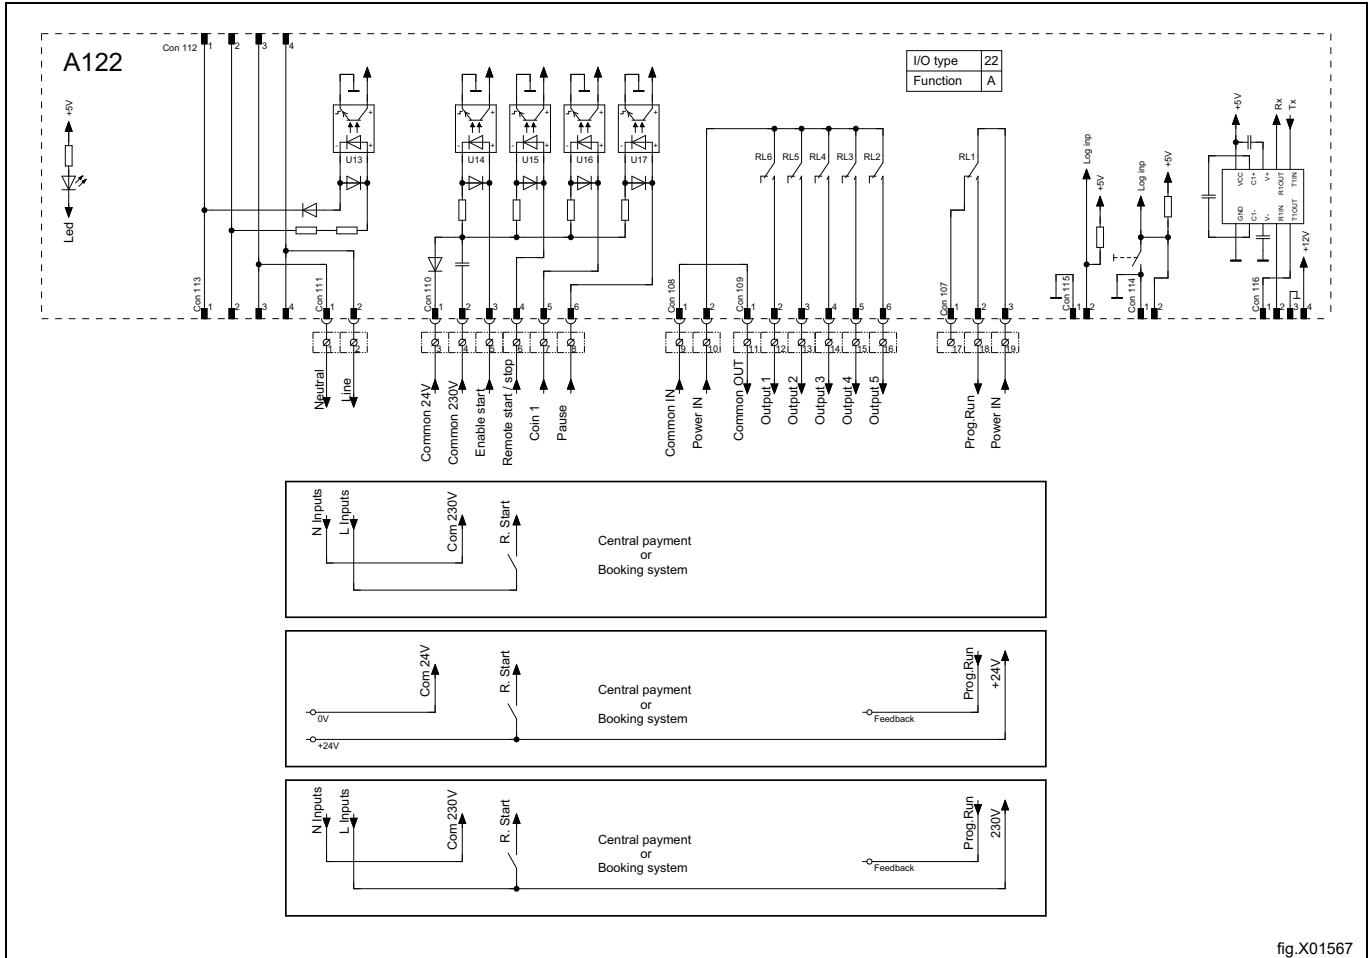 A122
Con 112
1
2
3
4
I/O type 22
Function A
+5V
Led
U13
U14
U15
U16
U17
RL6
RL5
RL4
RL3
RL2
RL1
Log inp
+5V
Log inp
+5V
+5V
Rx
Tx
VCC
C1+
V+
R1OUT
T1IN
GND
C1-
V-
R1IN
T1OUT
+12V
Con 113
1
2
3
4
Con 111
1
2
Con 110
1
2
3
4
5
6
Con 108
1
2
Con 109
1
2
3
4
5
6
Con 107
1
2
3
Con 115
1
2
Con 114
1
2
Con 116
1
2
3
4
1
2
3
4
5
6
7
8
9
10
11
12
13
14
15
16
17
18
19
Neutral
Line
Common 24V
Common 230V
Enable start
Remote start / stop
Coin 1
Pause
Common IN
Power IN
Common OUT
Output 1
Output 2
Output 3
Output 4
Output 5
Prog.Run
Power IN
N Inputs
L Inputs
Com 230V
R. Start
Central payment
or
Booking system
Com 24V
R. Start
Central payment
or
Booking system
Prog.Run
+24V
0V
Feedback
+24V
N Inputs
L Inputs
Com 230V
R. Start
Central payment
or
Booking system
Prog.Run
230V
Feedback
fig.X01567